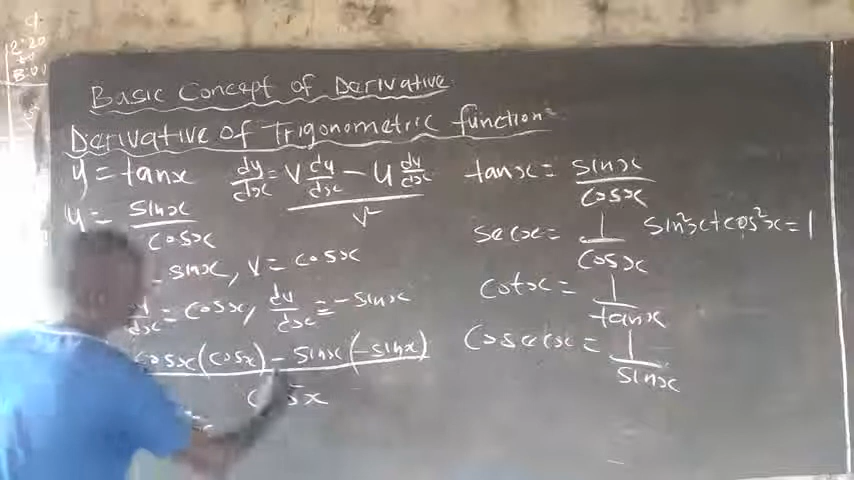 Basic Concept of Derivative
Derivative of Trigonometric function
y = tanx
dy/dx = V du/dx - U dv/dx / V²
y = sinx/cosx
= sinx, V = cosx
/dx = cosx, dv/dx = -sinx
cosx(cosx) - sinx(-sinx)
=
tanx = sinx/cosx
secx = 1/cosx
sin²x + cos²x = 1
cotx = 1/tanx
Cosecx = 1/sinx